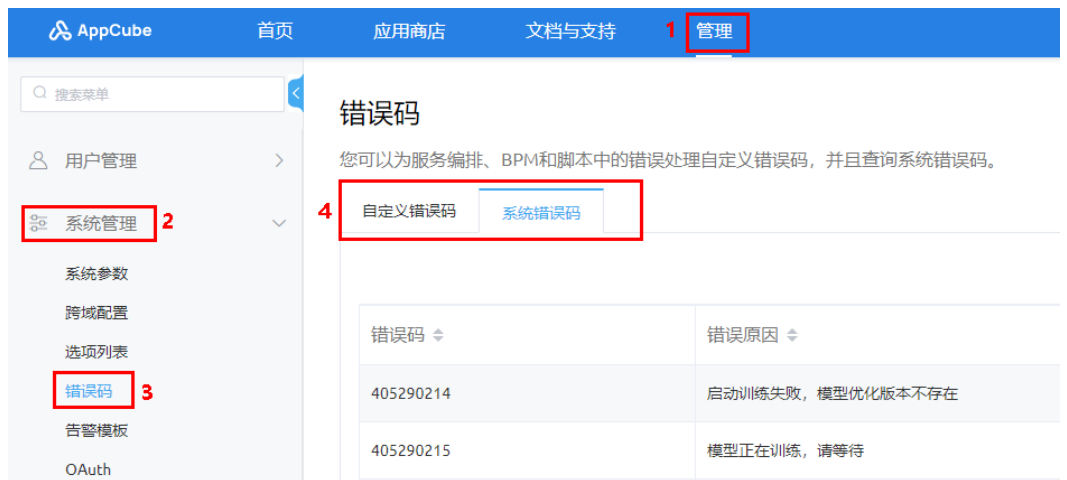 AppCube 首页 应用商店 文档与支持 1 管理
搜索菜单
错误码
用户管理
您可以为服务编排、BPM和脚本中的错误处理自定义错误码，并且查询系统错误码。
系统管理 2
4 自定义错误码 系统错误码
系统参数
跨域配置
选项列表
错误码 3
告警模板
OAuth
错误码 错误原因
405290214 启动训练失败，模型优化版本不存在
405290215 模型正在训练，请等待